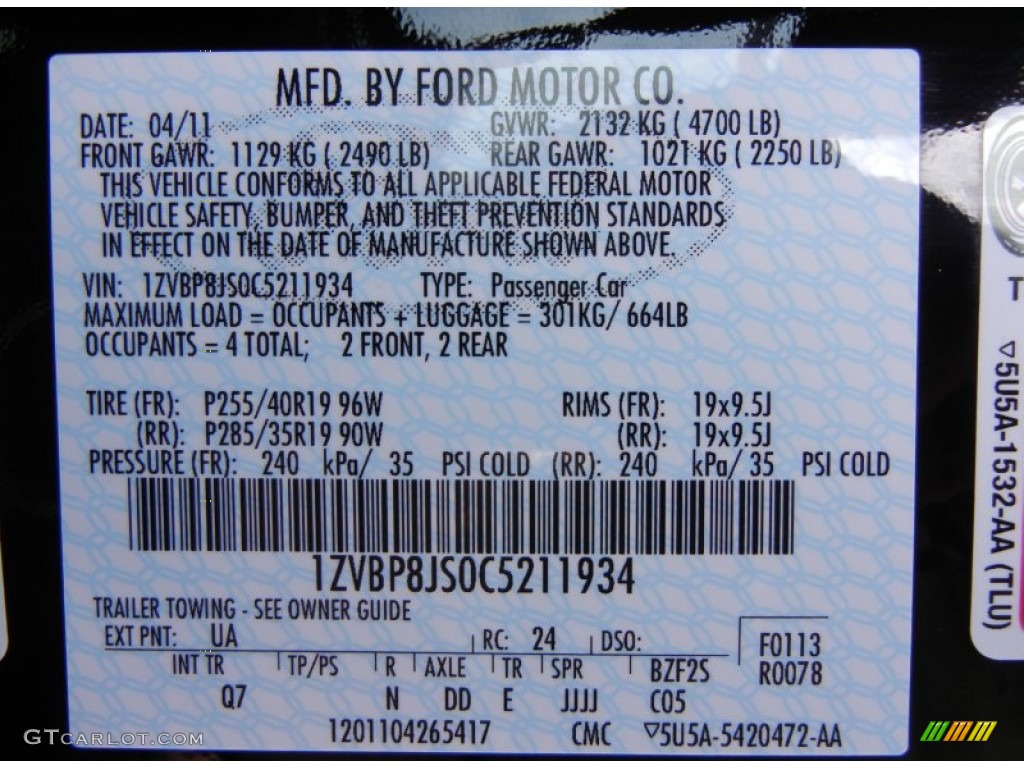 MFD. BY FORD MOTOR CO.
DATE: 04/11 GVWR: 2132 KG ( 4700 LB)
FRONT GAWR: 1129 KG ( 2490 LB) REAR GAWR: 1021 KG ( 2250 LB)
THIS VEHICLE CONFORMS TO ALL APPLICABLE FEDERAL MOTOR
VEHICLE SAFETY, BUMPER, AND THEFT PREVENTION STANDARDS
IN EFFECT ON THE DATE OF MANUFACTURE SHOWN ABOVE.
VIN: 1ZVBP8JS0C5211934 TYPE: Passenger Car
MAXIMUM LOAD = OCCUPANTS + LUGGAGE = 301KG/ 664LB
OCCUPANTS = 4 TOTAL; 2 FRONT, 2 REAR
TIRE (FR): P255/40R19 96W RIMS (FR): 19x9.5J
(RR): P285/35R19 90W (RR): 19x9.5J
PRESSURE (FR): 240 kPa/ 35 PSI COLD (RR): 240 kPa/ 35 PSI COLD
1ZVBP8JS0C5211934
TRAILER TOWING - SEE OWNER GUIDE
EXT PNT: UA RC: 24 DSO: F0113
INT TR TP/PS R AXLE TR SPR BZF2S R0078
Q7 N DD E JJJJ C05
1201104265417 CMC ▽5U5A-5420472-AA
T
▽5U5A-1532-AA (TLU)
GTCARLOT.COM